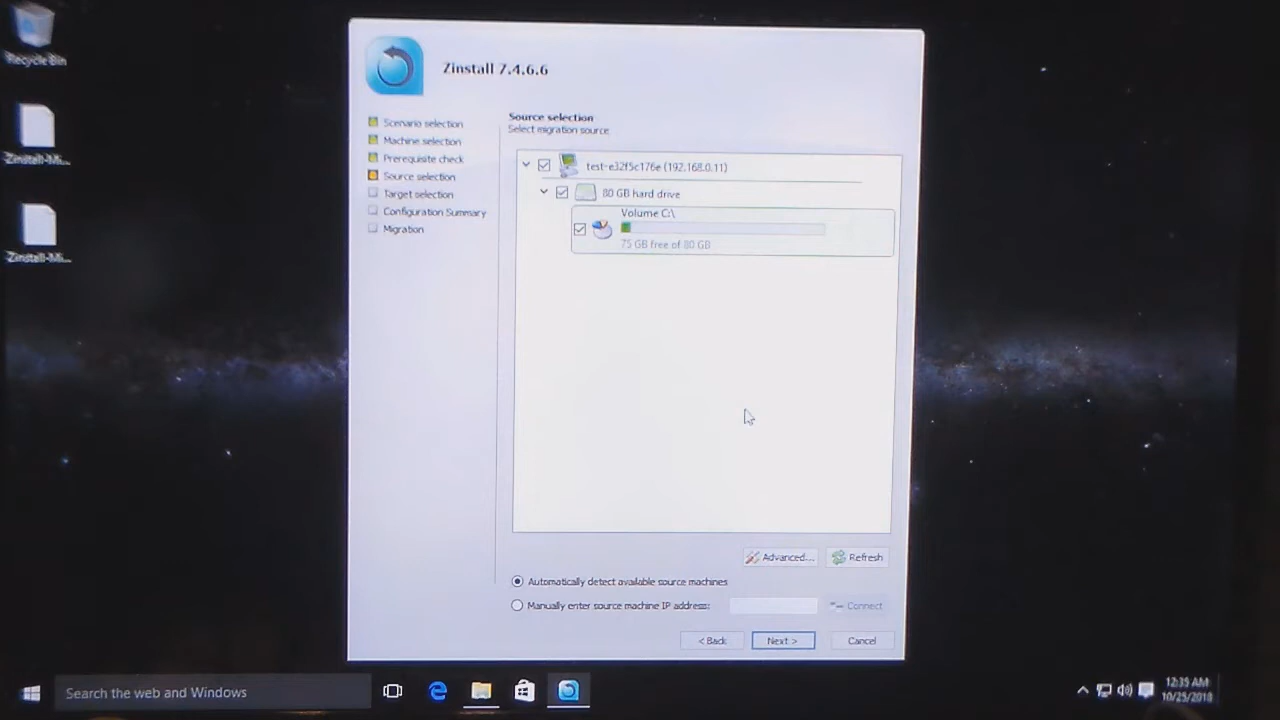 Recycle Bin
Zinstall-Mi...
Zinstall-Mi...
Zinstall 7.4.6.6
Scenario selection
Machine selection
Prerequisite check
Source selection
Target selection
Configuration Summary
Migration
Source selection
Select migration source
test-e32f5c176e (192.168.0.11)
80 GB hard drive
Volume C:\
75 GB free of 80 GB
Advanced...
Refresh
Automatically detect available source machines
Manually enter source machine IP address:
Connect
< Back
Next >
Cancel
Search the web and Windows
12:35 AM
10/25/2018